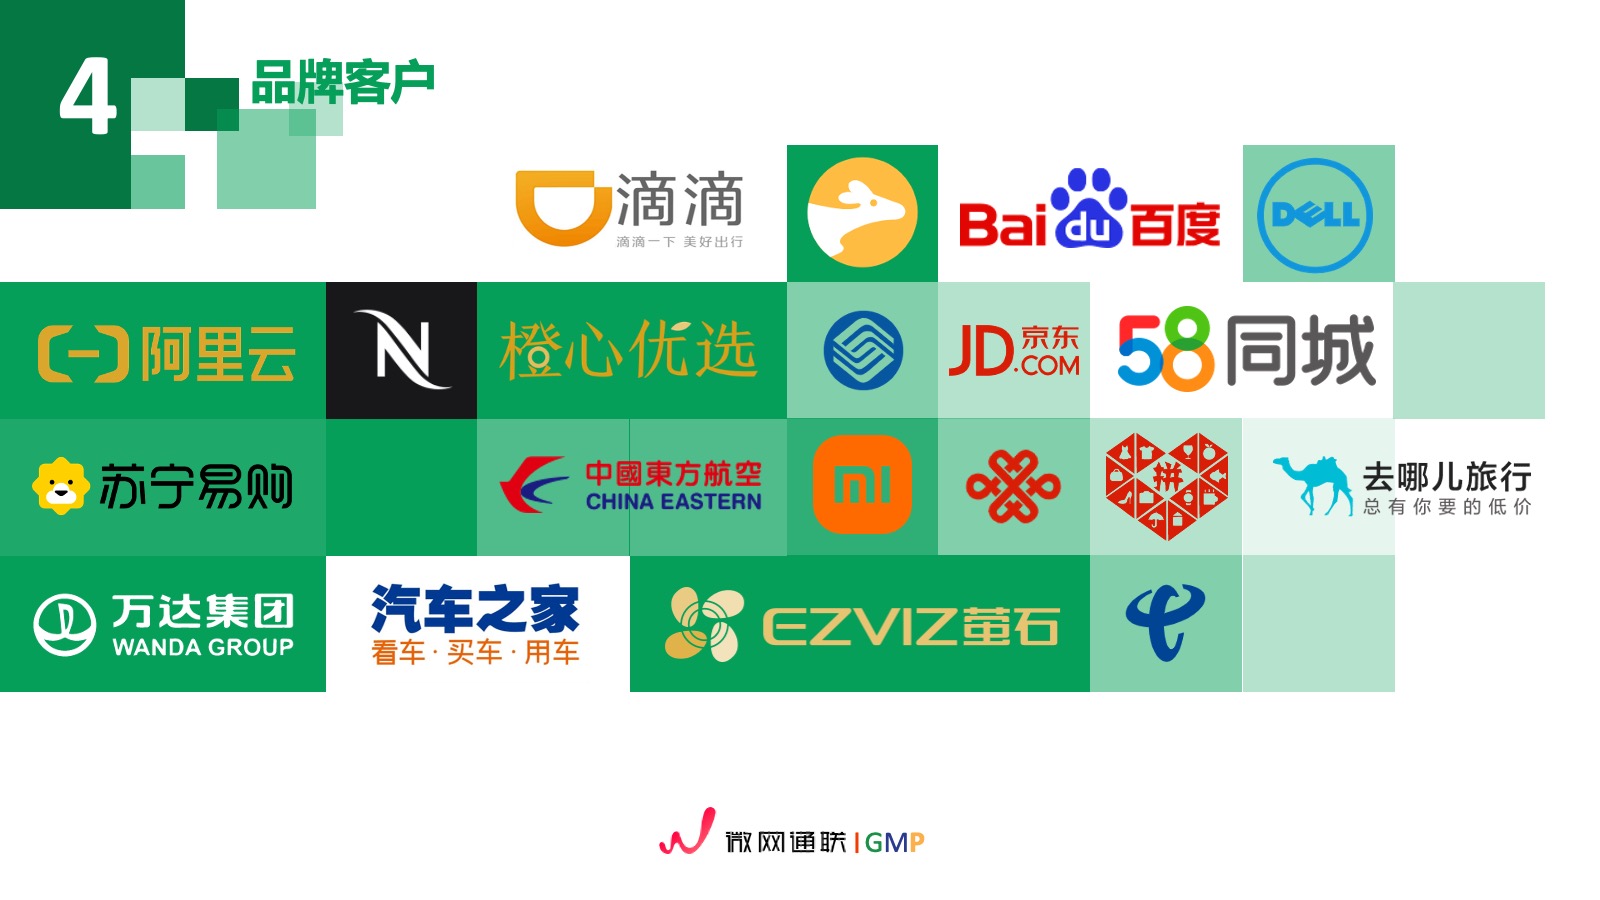 4
品牌客户
滴滴
滴滴一下 美好出行
Bai du 百度
DELL
阿里云
N
橙心优选
JD.COM 京东
58同城
苏宁易购
中國東方航空
CHINA EASTERN
mi
拼
去哪儿旅行
总有你要的低价
万达集团
WANDA GROUP
汽车之家
看车·买车·用车
EZVIZ萤石
微网通联|GMP